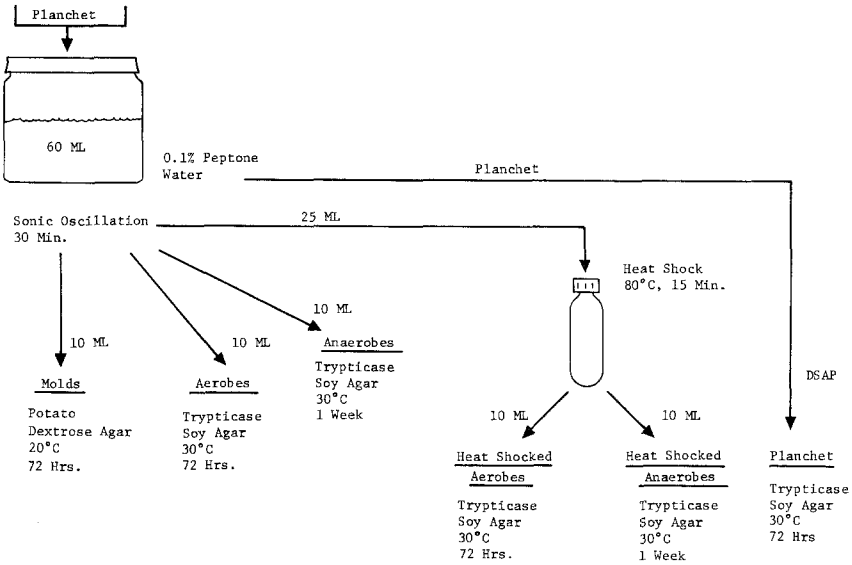 Planchet
60 ML
0.1% Peptone
Water
Planchet
Sonic Oscillation
30 Min.
25 ML
Heat Shock
80°C, 15 Min.
10 ML
10 ML
10 ML
Molds
Potato
Dextrose Agar
20°C
72 Hrs.
Aerobes
Trypticase
Soy Agar
30°C
72 Hrs.
Anaerobes
Trypticase
Soy Agar
30°C
1 Week
10 ML
10 ML
DSAP
Heat Shocked
Aerobes
Trypticase
Soy Agar
30°C
72 Hrs.
Heat Shocked
Anaerobes
Trypticase
Soy Agar
30°C
1 Week
Planchet
Trypticase
Soy Agar
30°C
72 Hrs